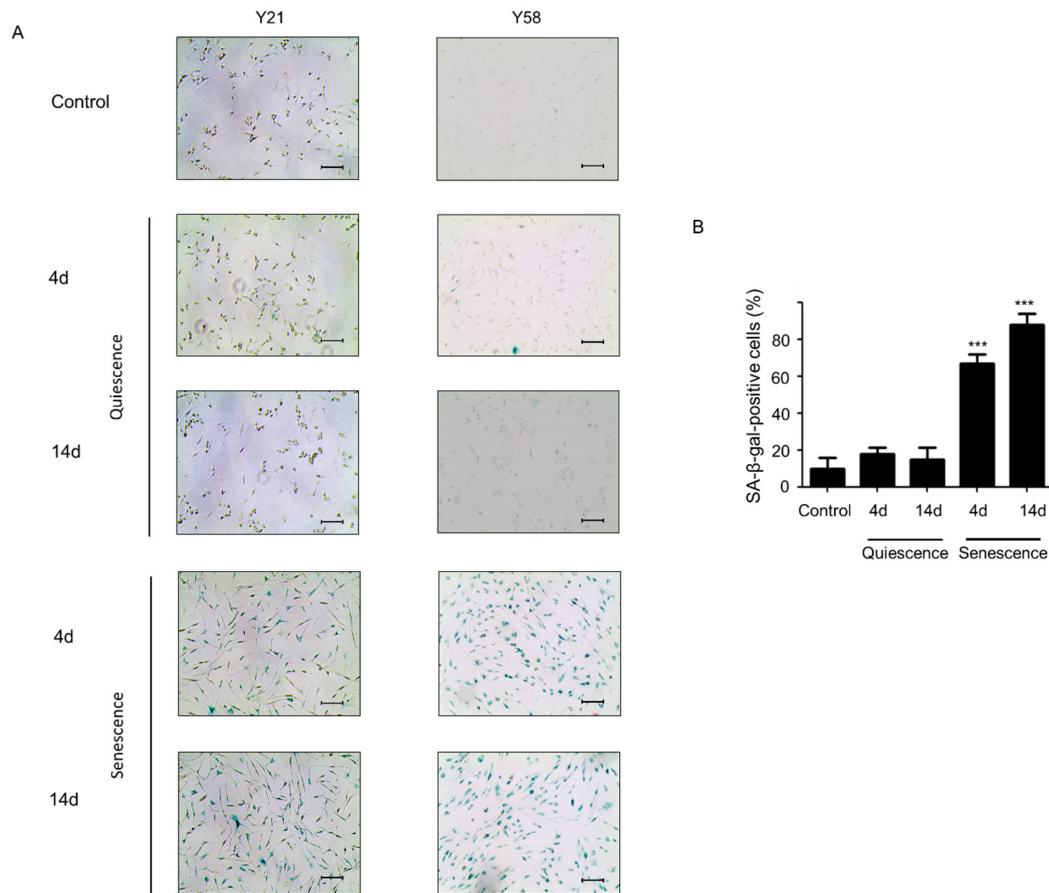 Y21 Y58
A
Control
4d
Quiescence
14d
4d
Senescence
14d
B
SA-β-gal-positive cells (%)
80
60
40
20
0
***
***
Control 4d 14d 4d 14d
Quiescence Senescence